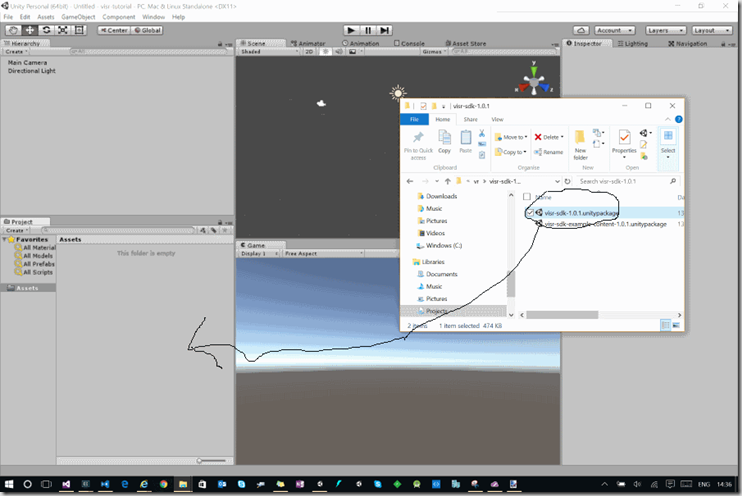 Unity Personal (64bit) - Untitled - visr tutorial - PC, Mac & Linux Standalone <DX11>
File Edit Assets GameObject Component Window Help
Center Global
Account Layers Layout
Hierarchy
Create
Main Camera
Directional Light
Scene Animator Animation Console Asset Store
Shaded 2D Gizmos
Inspector Lighting Navigation
visr-sdk-1.0.1
File Home Share View
Pin to Quick access Copy Paste Move to Copy to Delete Rename New folder Properties Select
Clipboard Organise New Open
vr › visr-sdk-1... Search visr-sdk-1.0.1
Name Da
Downloads
Music
Pictures
Videos
Windows (C:)
Libraries
Documents
Music
Pictures
Projects
visr-sdk-1.0.1.unitypackage 13
visr-sdk-example-content-1.0.1.unitypackage 13
2 items 1 item selected 474 KB
Project
Create
Favorites
All Material
All Models
All Prefabs
All Scripts
Assets
Assets
This folder is empty
Game
Display 1 Free Aspect
ENG 14:36